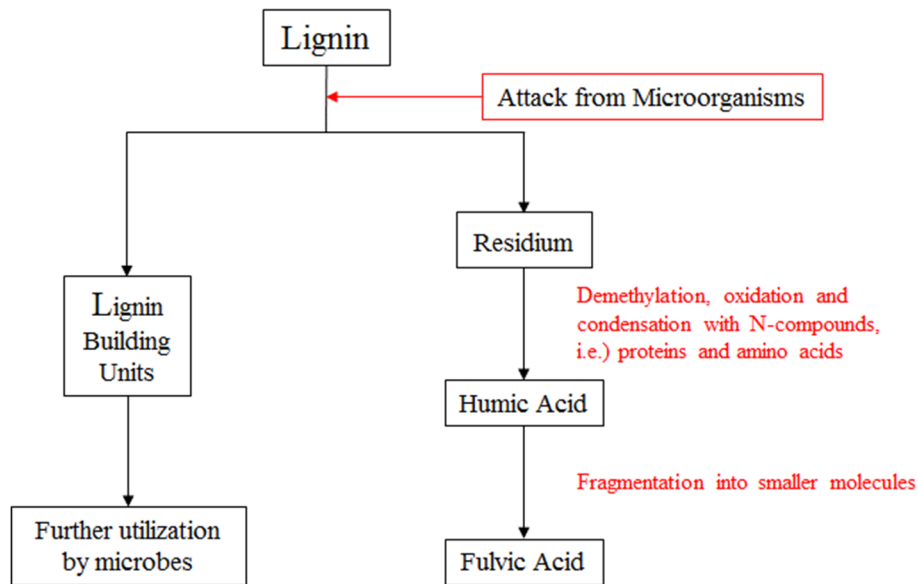 Lignin
Attack from Microorganisms
Residium
Lignin
Building
Units
Demethylation, oxidation and
condensation with N-compounds,
i.e.) proteins and amino acids
Humic Acid
Fragmentation into smaller molecules
Further utilization
by microbes
Fulvic Acid